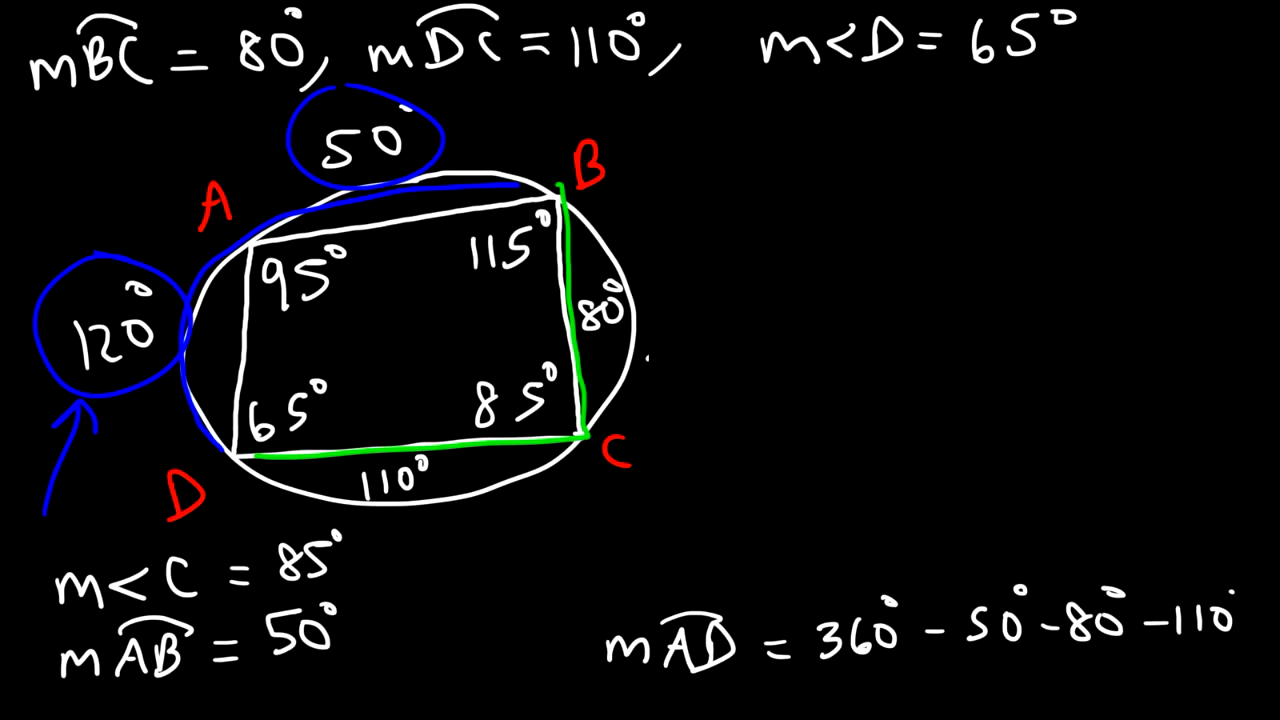 mBC = 80°, mDC = 110°, m<D = 65°
50°
A
B
95°
115°
120°
80°
65°
85°
D
110°
C
m<C = 85°
mAB = 50°
mAD = 360° - 50° - 80° - 110°